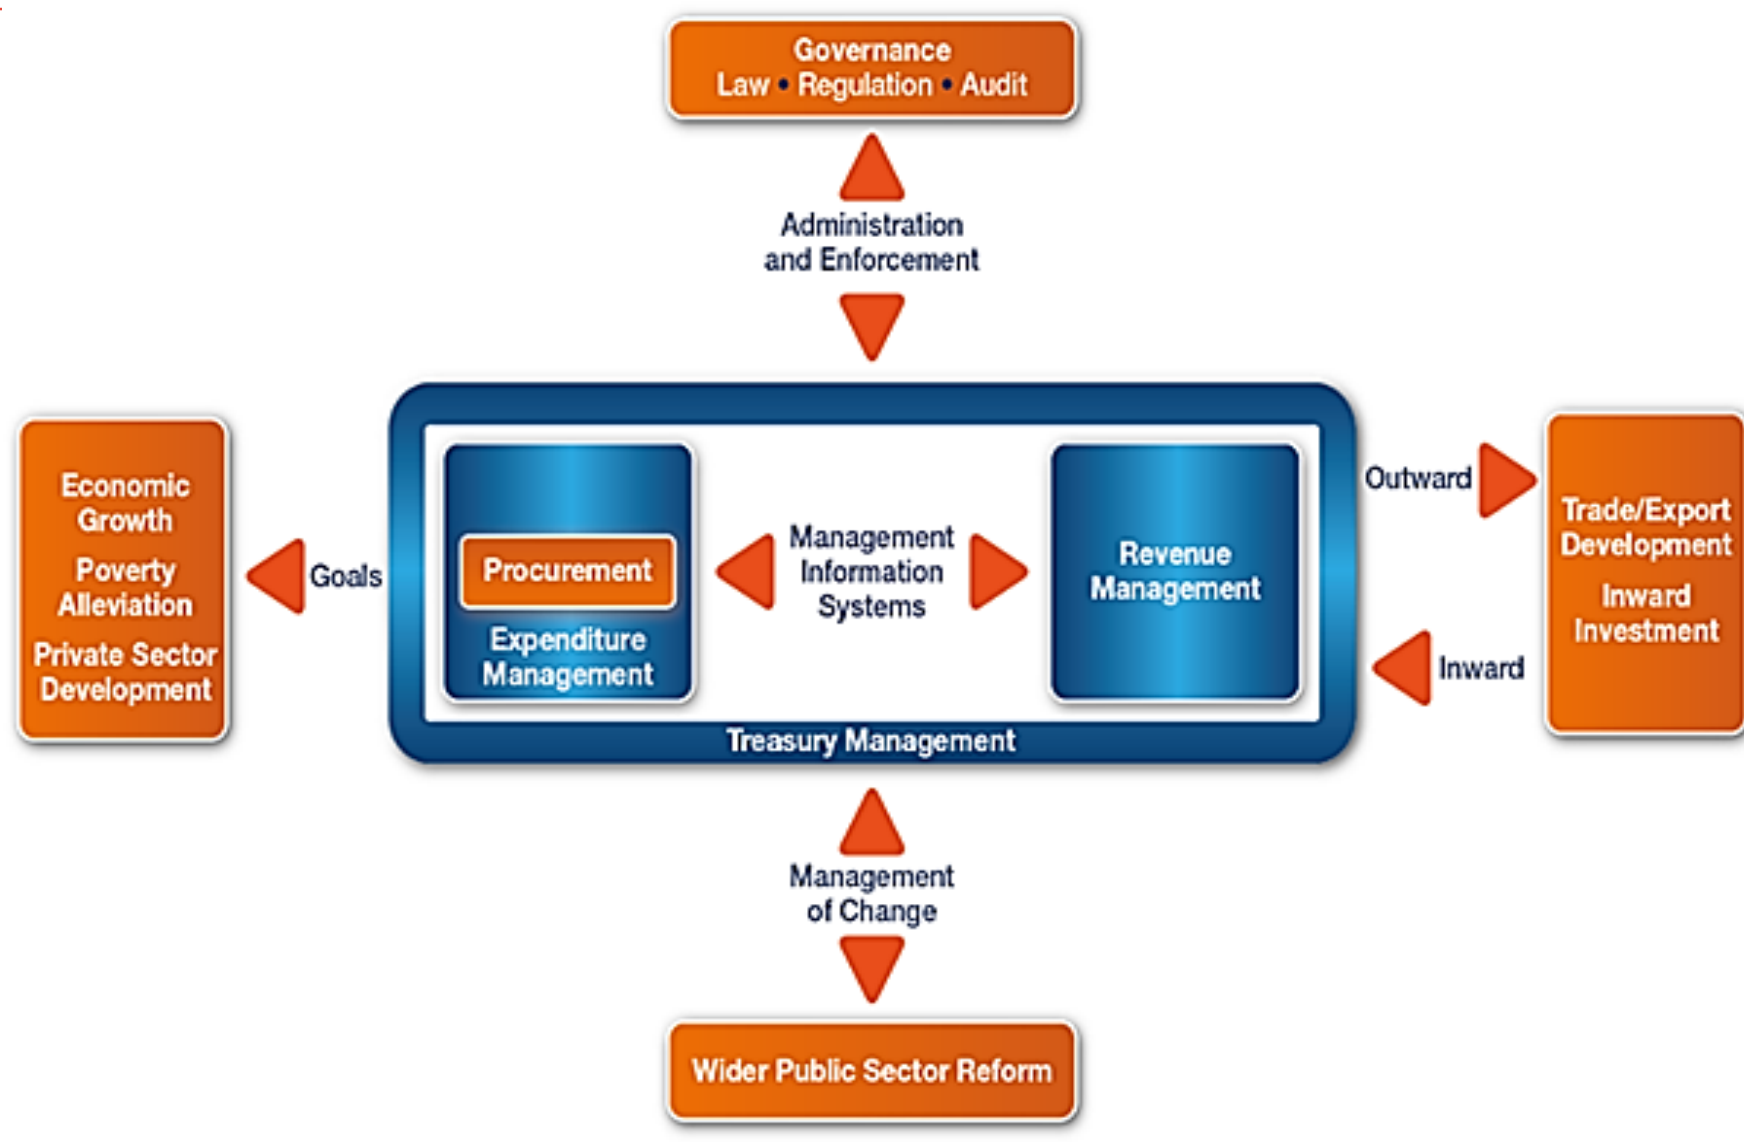 Governance
Law • Regulation • Audit
Administration
and Enforcement
Economic
Growth
Poverty
Alleviation
Private Sector
Development
Goals
Procurement
Expenditure
Management
Management
Information
Systems
Revenue
Management
Treasury Management
Outward
Inward
Trade/Export
Development
Inward
Investment
Management
of Change
Wider Public Sector Reform